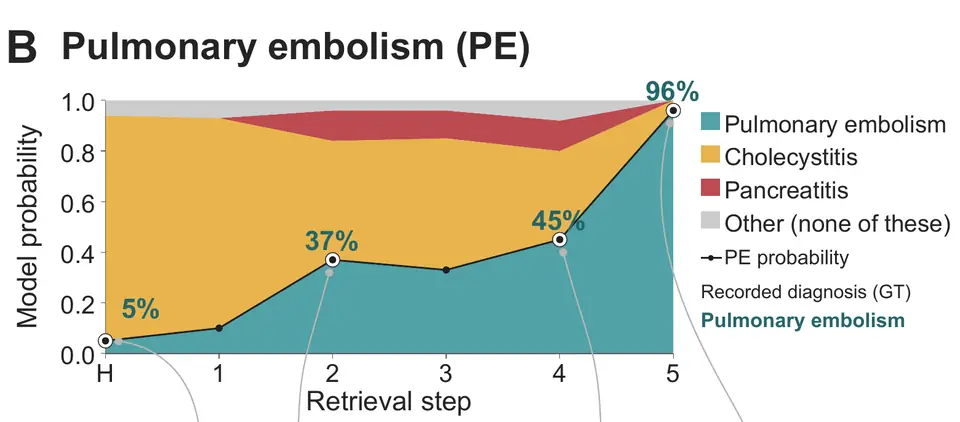 B Pulmonary embolism (PE)
96%
1.0
0.8
0.6
0.4
0.2
0.0
Model probability
5%
37%
45%
H 1 2 3 4 5
Retrieval step
Pulmonary embolism
Cholecystitis
Pancreatitis
Other (none of these)
PE probability
Recorded diagnosis (GT)
Pulmonary embolism